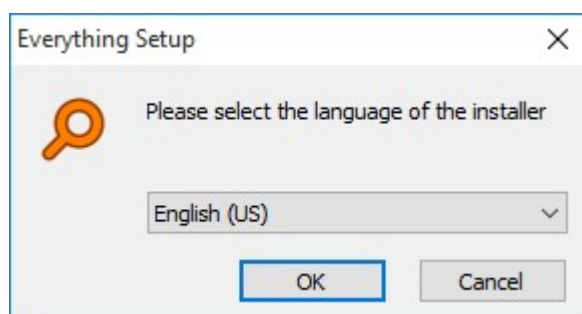 Everything Setup
Please select the language of the installer
English (US)
OK Cancel